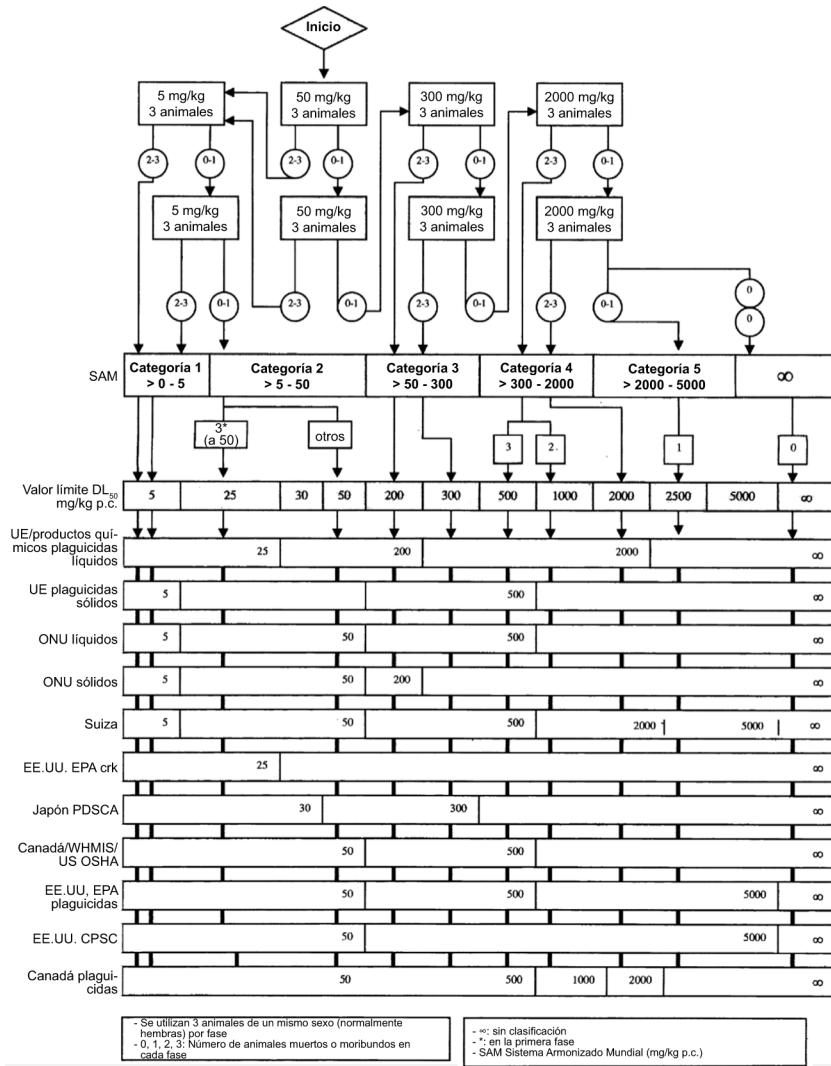 Inicio
5 mg/kg
3 animales
50 mg/kg
3 animales
300 mg/kg
3 animales
2000 mg/kg
3 animales
2-3
0-1
2-3
0-1
2-3
0-1
2-3
0-1
5 mg/kg
3 animales
50 mg/kg
3 animales
300 mg/kg
3 animales
2000 mg/kg
3 animales
2-3
0-1
2-3
0-1
2-3
0-1
2-3
0-1
0
0
SAM
Categoría 1
> 0 - 5
Categoría 2
> 5 - 50
Categoría 3
> 50 - 300
Categoría 4
> 300 - 2000
Categoría 5
> 2000 - 5000
∞
3*
(a 50)
otros
3
2.
1
0
Valor límite DL50
mg/kg p.c.
5 25 30 50 200 300 500 1000 2000 2500 5000 ∞
UE/productos quí-
micos plaguicidas
líquidos
25 200 2000 ∞
UE plaguicidas
sólidos
5 500 ∞
ONU líquidos
5 50 500 ∞
ONU sólidos
5 50 200 ∞
Suiza
5 50 500 2000 5000 ∞
EE.UU. EPA crk
25 ∞
Japón PDSCA
30 300 ∞
Canadá/WHMIS/
US OSHA
50 500 ∞
EE.UU, EPA
plaguicidas
50 500 5000 ∞
EE.UU. CPSC
50 5000 ∞
Canadá plagui-
cidas
50 500 1000 2000 ∞
- Se utilizan 3 animales de un mismo sexo (normalmente
hembras) por fase
- 0, 1, 2, 3: Número de animales muertos o moribundos en
cada fase
- ∞: sin clasificación
- *: en la primera fase
- SAM Sistema Armonizado Mundial (mg/kg p.c.)